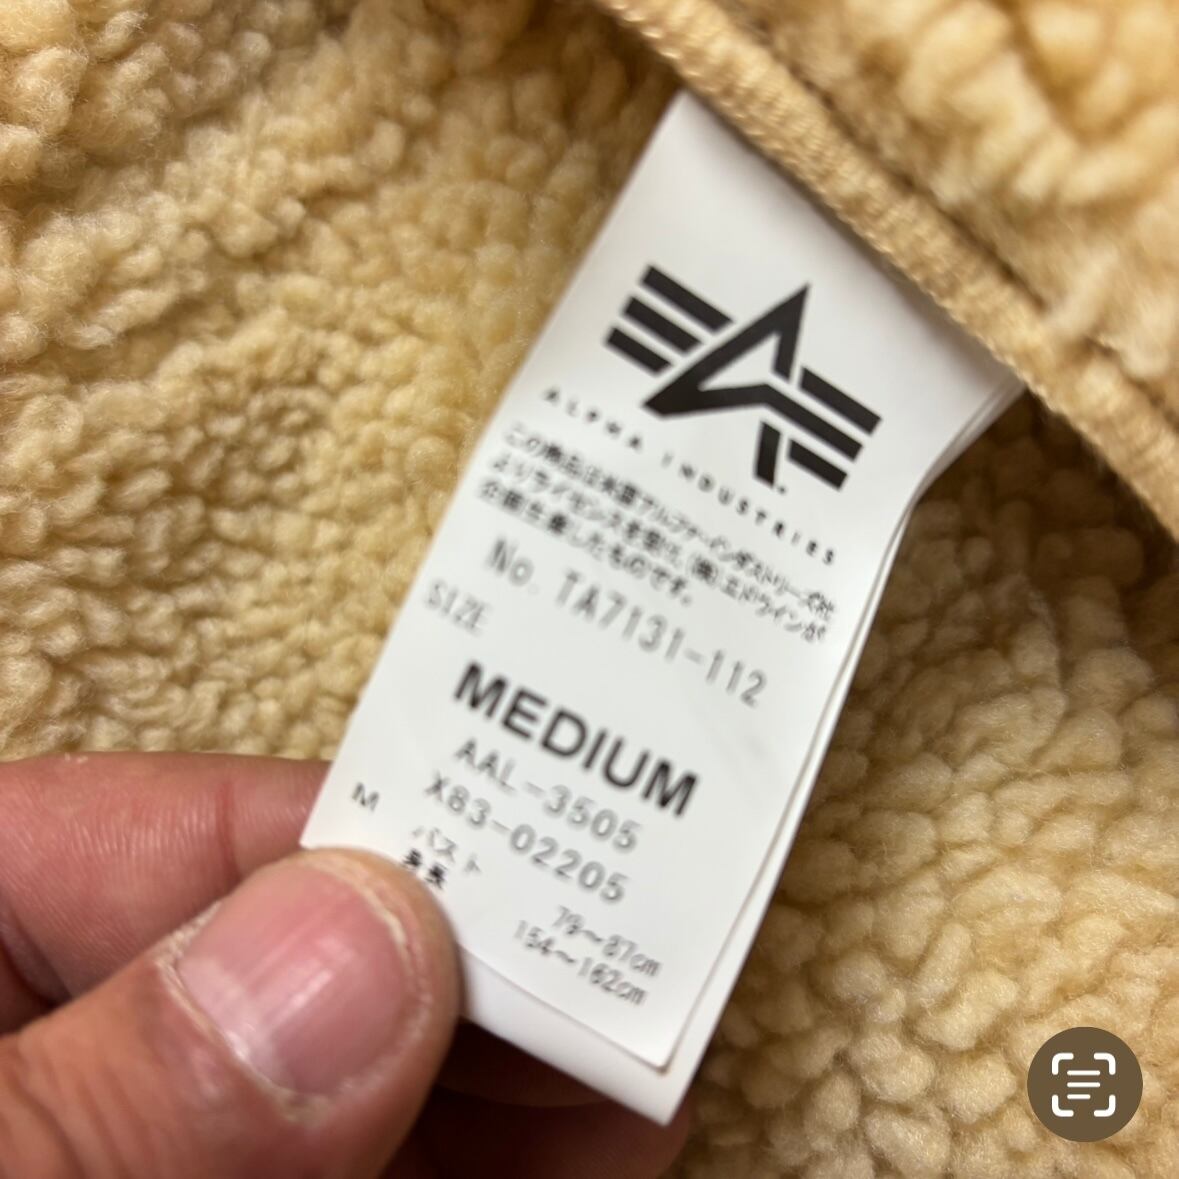 ALPHA INDUSTRIES
この商品は米国アルファ・インダストリーズ社
よりライセンスを受け、(株)エドウインが
企画生産したものです。
No. TA7131-112
SIZE
MEDIUM
AAL-3505
X83-02205
M
バスト 79〜87cm
身長 154〜162cm